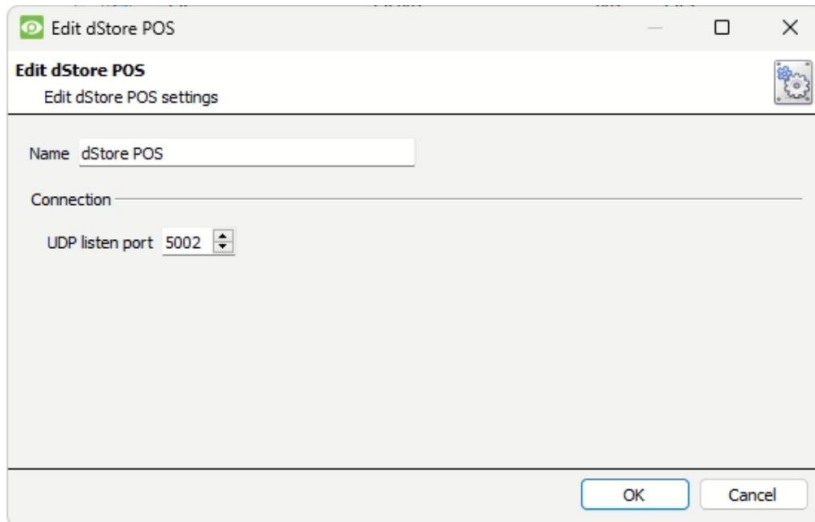 Edit dStore POS
Edit dStore POS
Edit dStore POS settings
Name dStore POS
Connection
UDP listen port 5002
OK Cancel